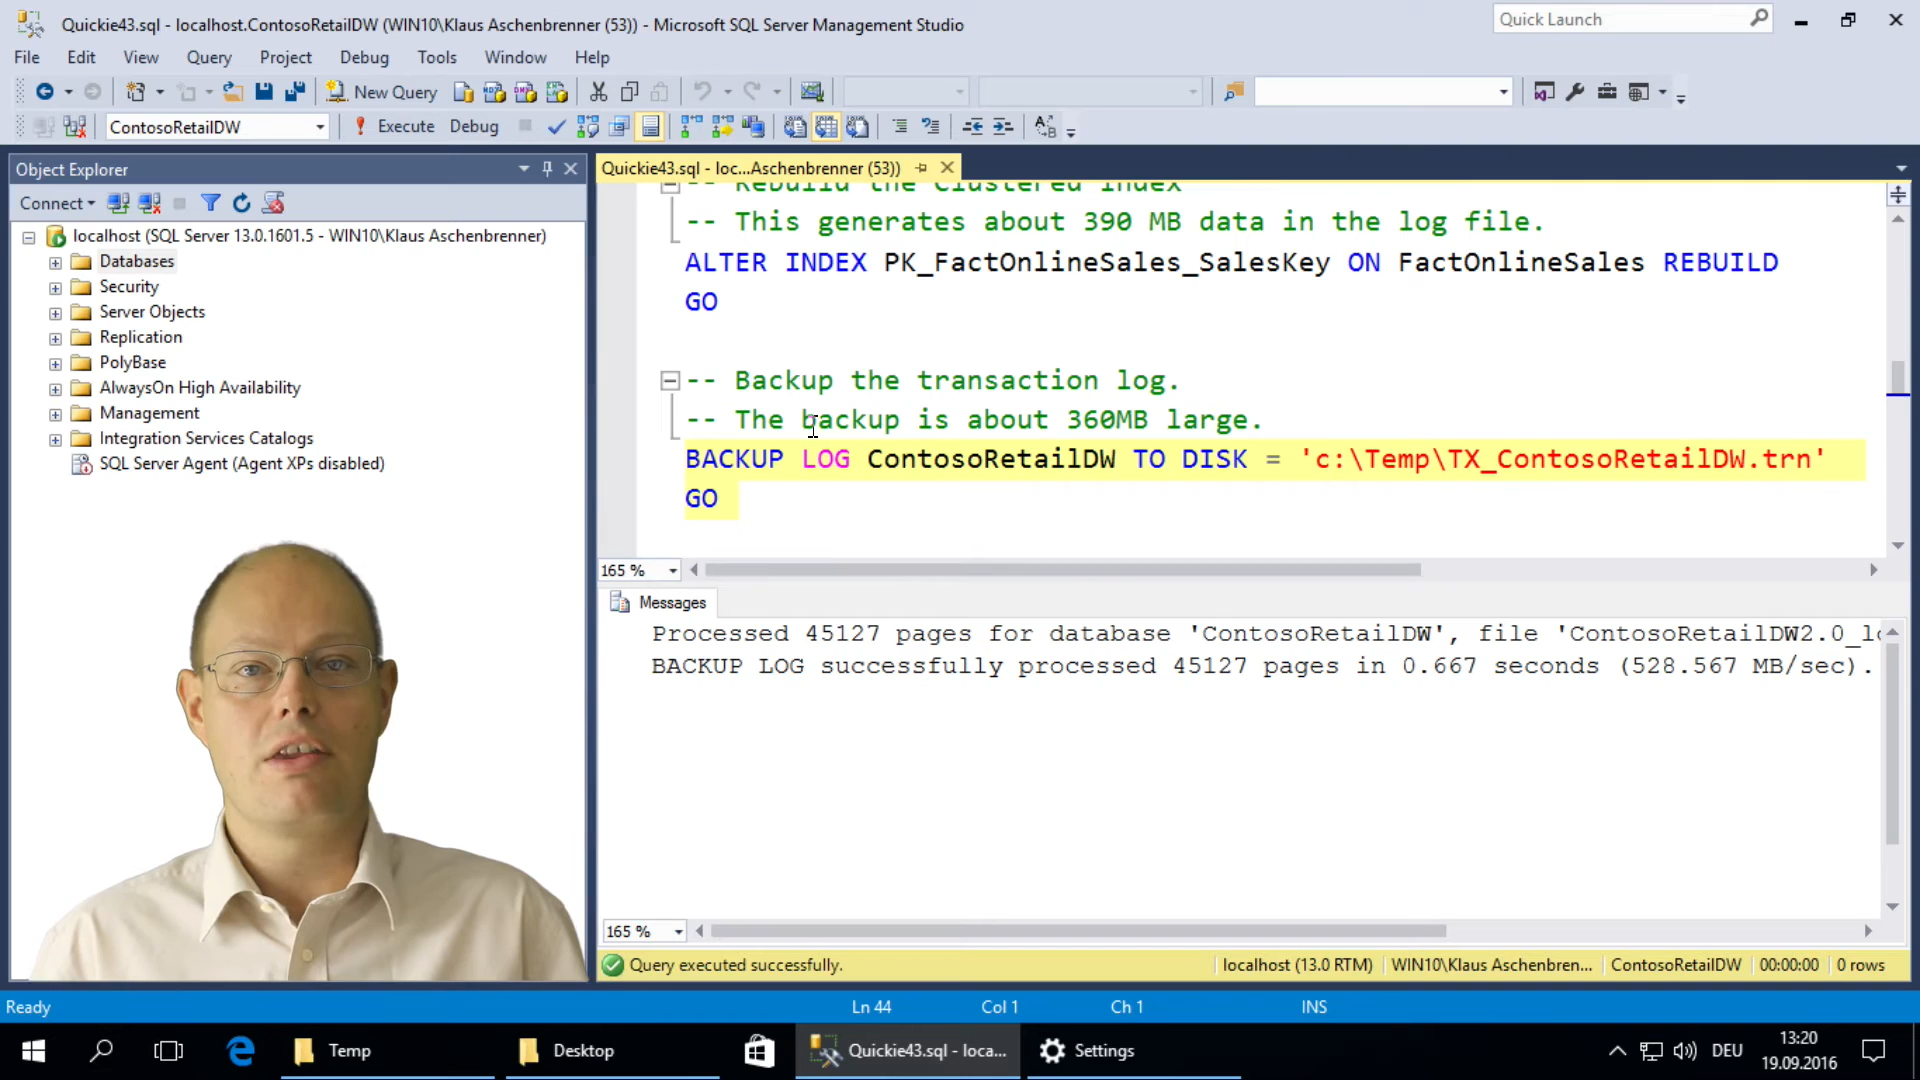 Quickie43.sql - localhost.ContosoRetailDW (WIN10\Klaus Aschenbrenner (53)) - Microsoft SQL Server Management Studio
Quick Launch
File Edit View Query Project Debug Tools Window Help
New Query
ContosoRetailDW
Execute Debug
Object Explorer
Connect
localhost (SQL Server 13.0.1601.5 - WIN10\Klaus Aschenbrenner)
Databases
Security
Server Objects
Replication
PolyBase
AlwaysOn High Availability
Management
Integration Services Catalogs
SQL Server Agent (Agent XPs disabled)
Quickie43.sql - loc...Aschenbrenner (53))
-- Rebuild the Clustered Index
-- This generates about 390 MB data in the log file.
ALTER INDEX PK_FactOnlineSales_SalesKey ON FactOnlineSales REBUILD
GO
-- Backup the transaction log.
-- The backup is about 360MB large.
BACKUP LOG ContosoRetailDW TO DISK = 'c:\Temp\TX_ContosoRetailDW.trn'
GO
165 %
Messages
Processed 45127 pages for database 'ContosoRetailDW', file 'ContosoRetailDW2.0_lo
BACKUP LOG successfully processed 45127 pages in 0.667 seconds (528.567 MB/sec).
165 %
Query executed successfully.
localhost (13.0 RTM)
WIN10\Klaus Aschenbren...
ContosoRetailDW
00:00:00
0 rows
Ready
Ln 44
Col 1
Ch 1
INS
Temp
Desktop
Quickie43.sql - loca...
Settings
DEU
13:20
19.09.2016